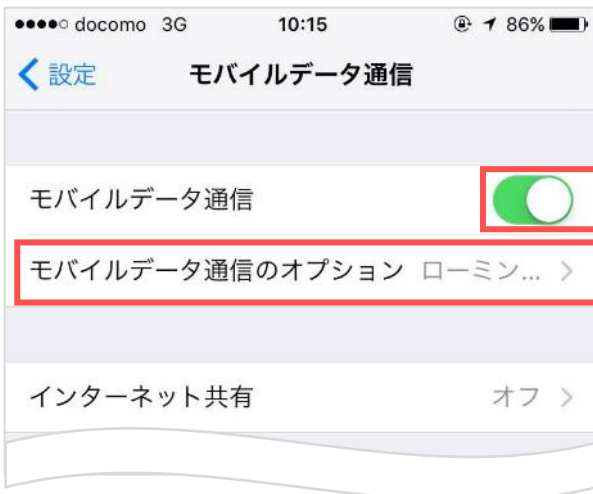 docomo 3G 10:15 86%
設定 モバイルデータ通信
モバイルデータ通信
モバイルデータ通信のオプション ローミン...
インターネット共有 オフ